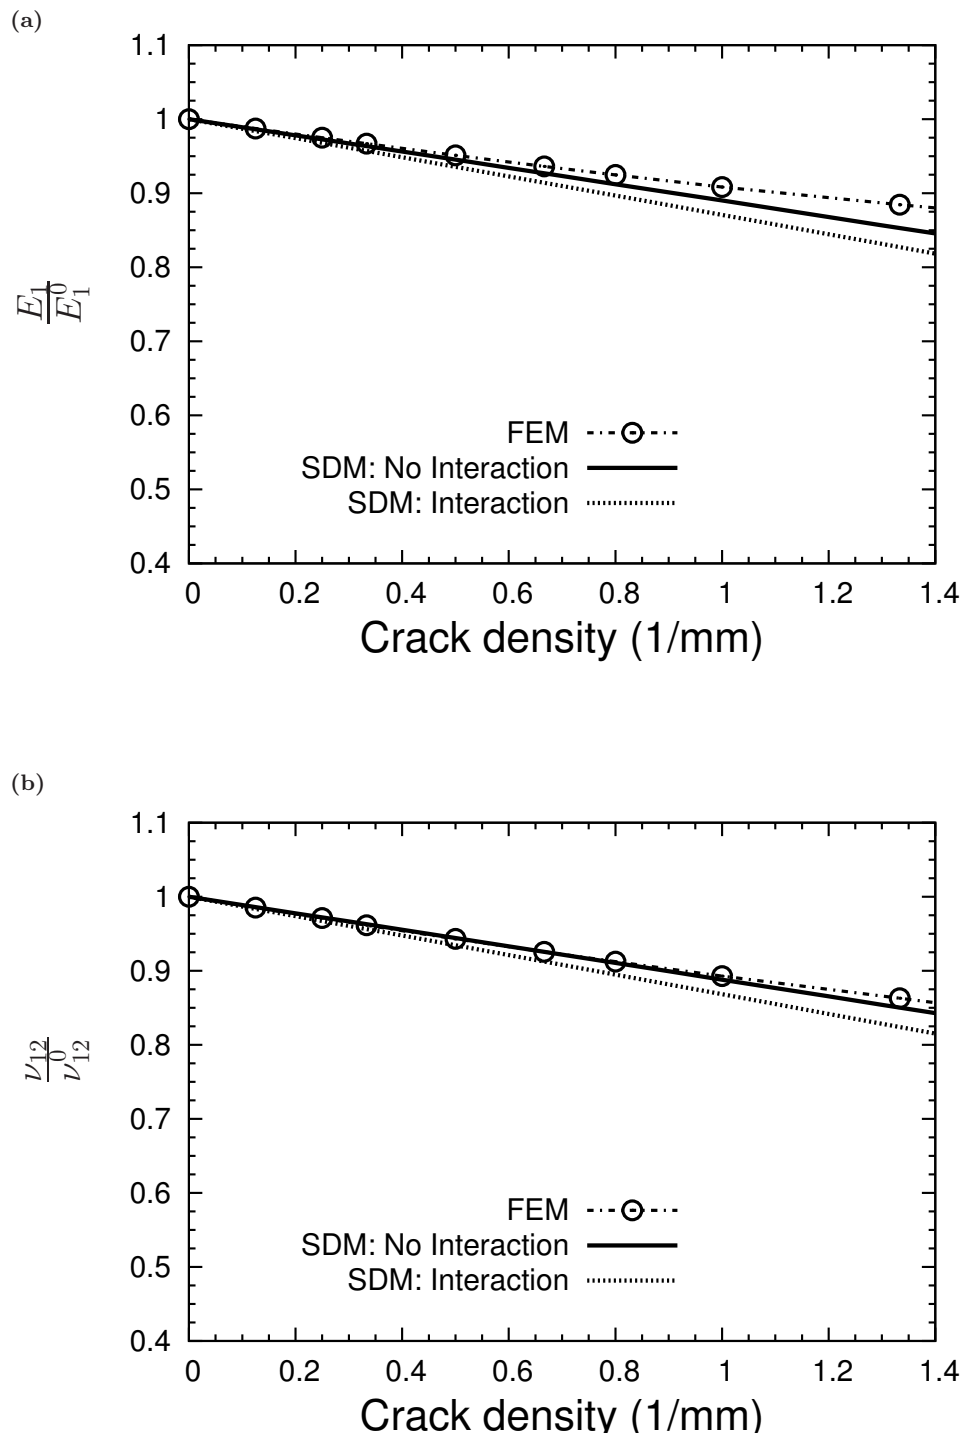 (a)
1.1
1
0.9
0.8
0.7
0.6
0.5
0.4
E_1 / E_1^0
FEM
SDM: No Interaction
SDM: Interaction
0 0.2 0.4 0.6 0.8 1 1.2 1.4
Crack density (1/mm)
(b)
1.1
1
0.9
0.8
0.7
0.6
0.5
0.4
ν_12 / ν_12^0
FEM
SDM: No Interaction
SDM: Interaction
0 0.2 0.4 0.6 0.8 1 1.2 1.4
Crack density (1/mm)